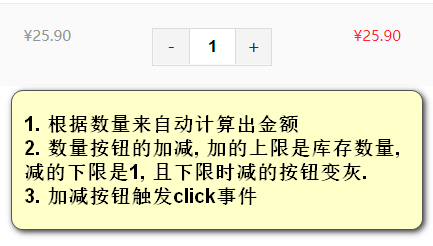 ¥25.90 - 1 + ¥25.90
1. 根据数量来自动计算出金额
2. 数量按钮的加减, 加的上限是库存数量,
减的下限是1, 且下限时减的按钮变灰.
3. 加减按钮触发click事件